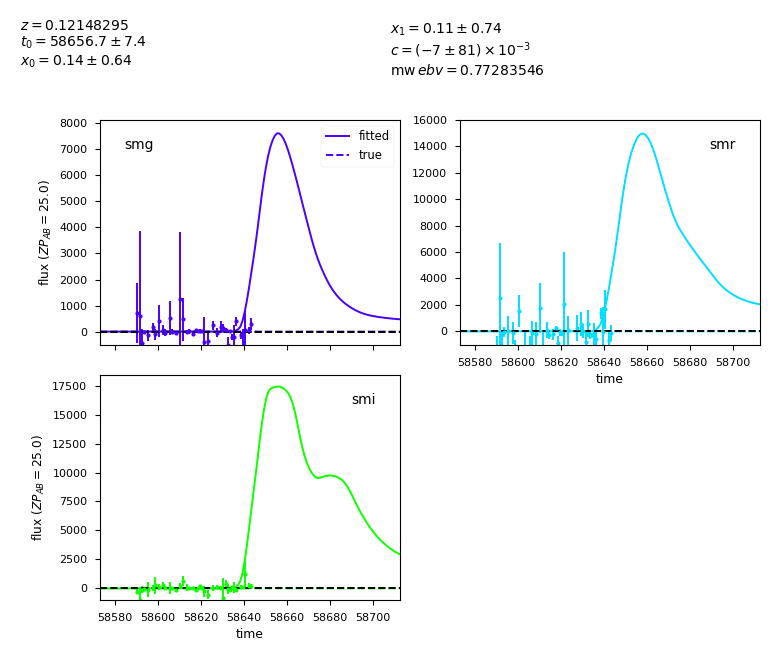 z = 0.12148295
t₀ = 58656.7 ± 7.4
x₀ = 0.14 ± 0.64
x₁ = 0.11 ± 0.74
c = (−7 ± 81) × 10⁻³
mw ebv = 0.77283546
8000
7000
6000
5000
4000
3000
2000
1000
0
flux (ZP_AB = 25.0)
smg
fitted
true
16000
14000
12000
10000
8000
6000
4000
2000
0
smr
58580 58600 58620 58640 58660 58680 58700
time
17500
15000
12500
10000
7500
5000
2500
0
flux (ZP_AB = 25.0)
smi
58580 58600 58620 58640 58660 58680 58700
time